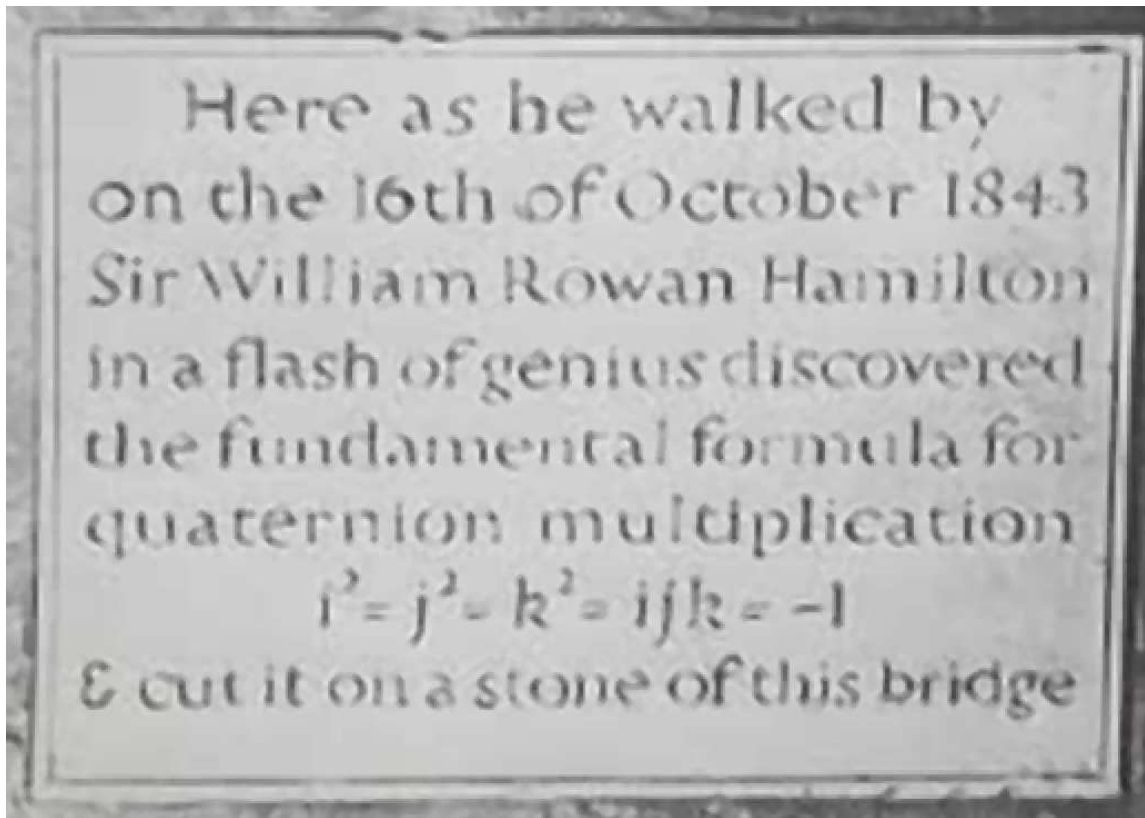 Here as he walked by
on the 16th of October 1843
Sir William Rowan Hamilton
in a flash of genius discovered
the fundamental formula for
quaternion multiplication
i² = j² = k² = ijk = -1
& cut it on a stone of this bridge